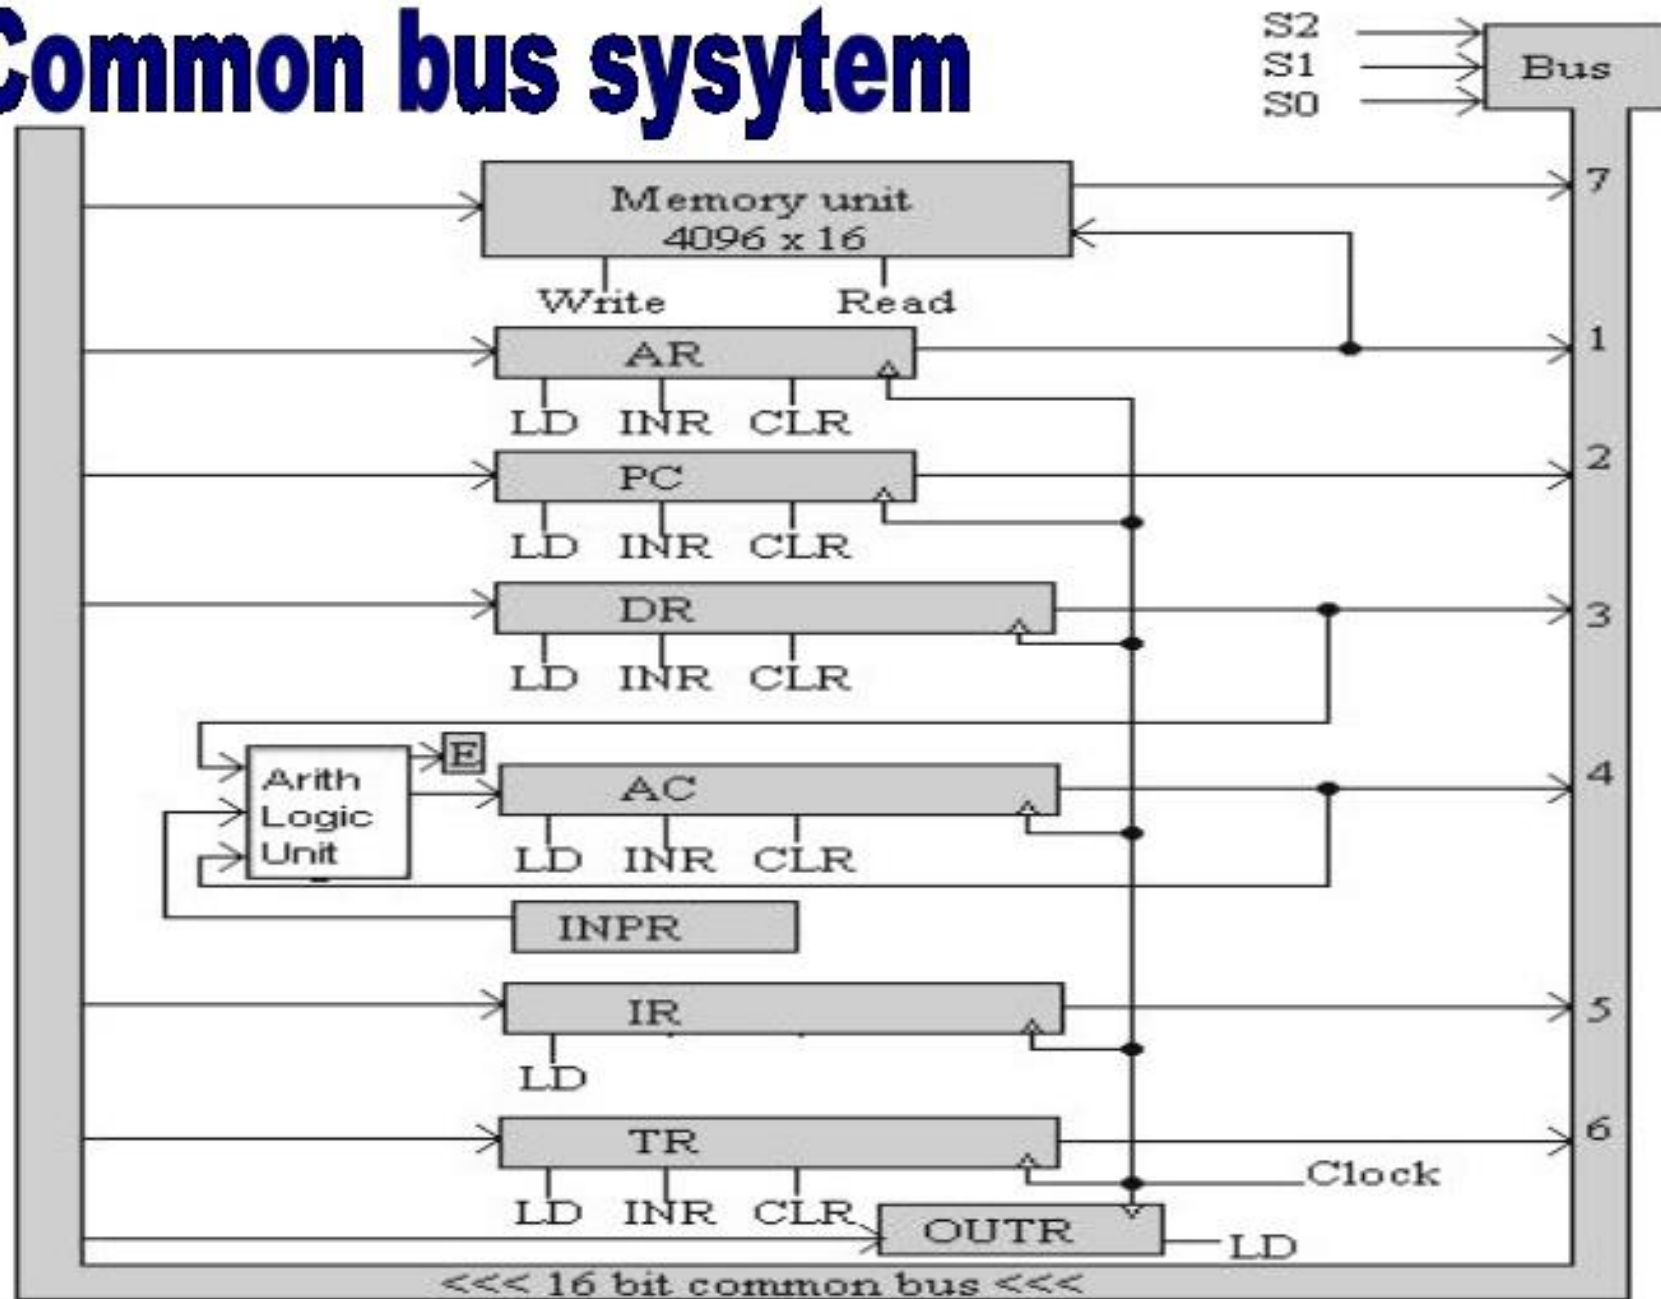 Common bus sysytem
S2
S1
S0
Bus
Memory unit
4096 x 16
7
Write Read
AR
1
LD INR CLR
PC
2
LD INR CLR
DR
3
LD INR CLR
Arith
Logic
Unit
E
AC
4
LD INR CLR
INPR
IR
5
LD
TR
6
Clock
LD INR CLR
OUTR
LD
<<< 16 bit common bus <<<